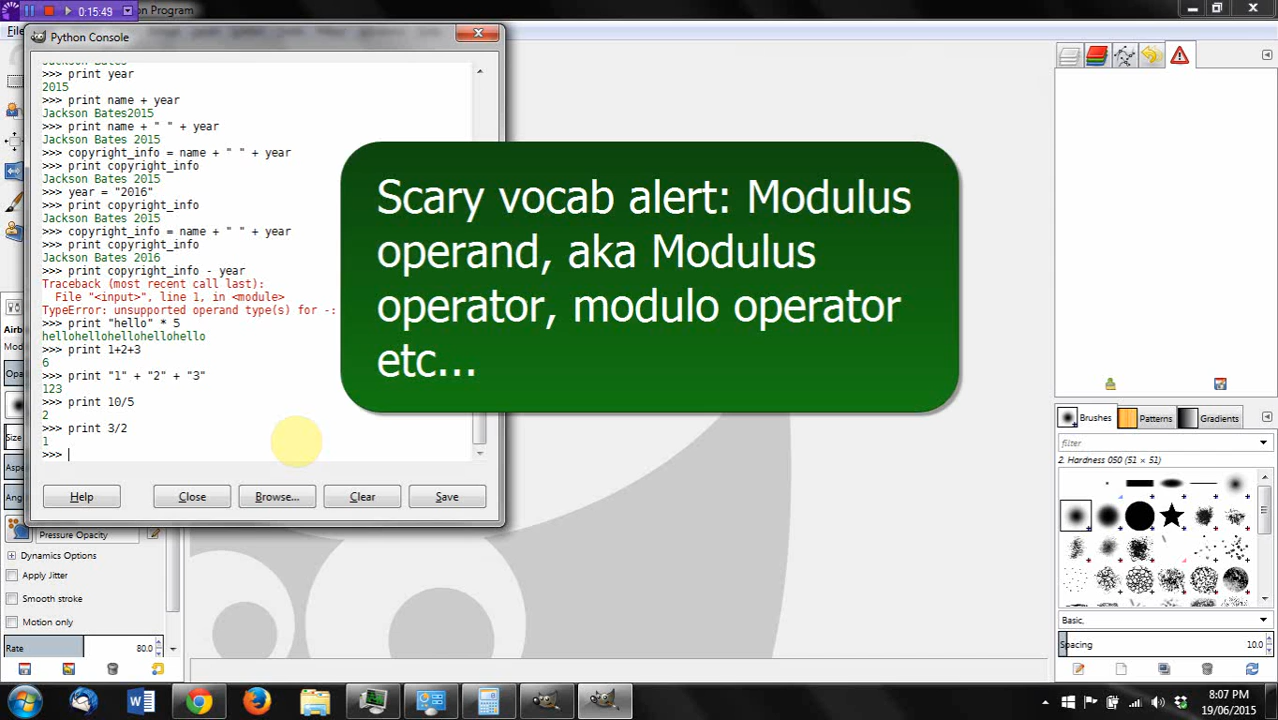 0:15:49
on Program
Python Console
>>> print year
2015
>>> print name + year
Jackson Bates2015
>>> print name + " " + year
Jackson Bates 2015
>>> copyright_info = name + " " + year
>>> print copyright_info
Jackson Bates 2015
>>> year = "2016"
>>> print copyright_info
Jackson Bates 2015
>>> copyright_info = name + " " + year
>>> print copyright_info
Jackson Bates 2016
>>> print copyright_info - year
Traceback (most recent call last):
File "<input>", line 1, in <module>
TypeError: unsupported operand type(s) for -:
>>> print "hello" * 5
hellohellohellohellohello
>>> print 1+2+3
6
>>> print "1" + "2" + "3"
123
>>> print 10/5
2
>>> print 3/2
1
>>>
Help
Close
Browse...
Clear
Save
Scary vocab alert: Modulus
operand, aka Modulus
operator, modulo operator
etc...
Pressure Opacity
Dynamics Options
Apply Jitter
Smooth stroke
Motion only
Rate
80.0
Brushes
Patterns
Gradients
filter
2. Hardness 050 (51 × 51)
Basic,
Spacing
10.0
8:07 PM
19/06/2015